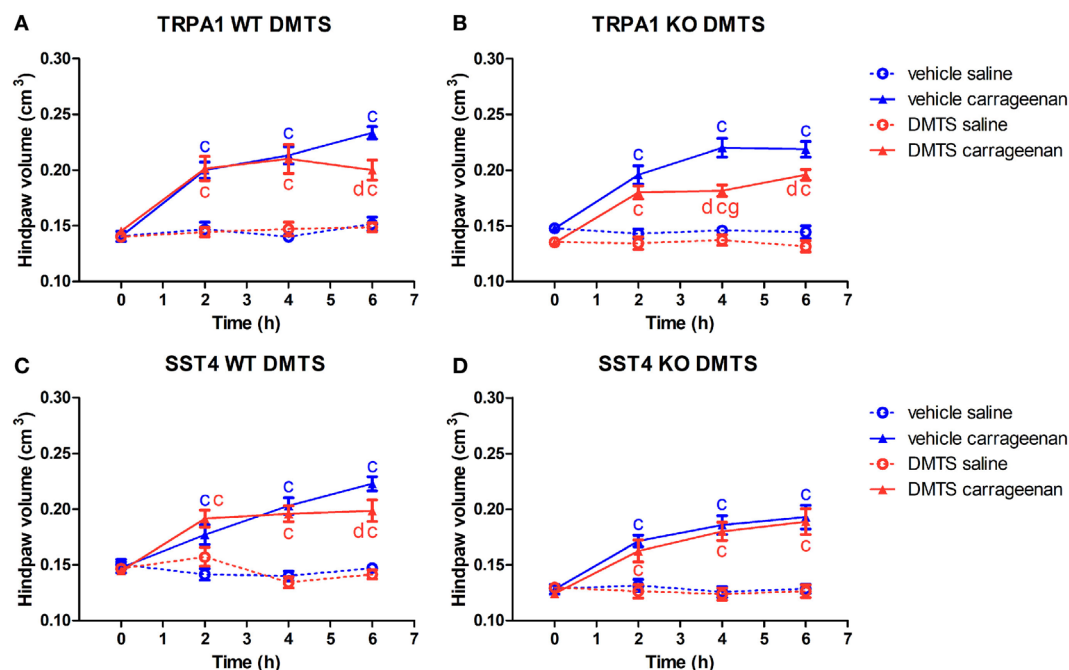 A
TRPA1 WT DMTS
Hindpaw volume (cm³)
0.30
0.25
0.20
0.15
0.10
c
c
c
c
c
d c
0 1 2 3 4 5 6 7
Time (h)
B
TRPA1 KO DMTS
Hindpaw volume (cm³)
0.30
0.25
0.20
0.15
0.10
c
c
c
c
d c g
d c
0 1 2 3 4 5 6 7
Time (h)
vehicle saline
vehicle carrageenan
DMTS saline
DMTS carrageenan
C
SST4 WT DMTS
Hindpaw volume (cm³)
0.30
0.25
0.20
0.15
0.10
c c
c
c
c
d c
0 1 2 3 4 5 6 7
Time (h)
D
SST4 KO DMTS
Hindpaw volume (cm³)
0.30
0.25
0.20
0.15
0.10
c
c
c
c
c
c
0 1 2 3 4 5 6 7
Time (h)
vehicle saline
vehicle carrageenan
DMTS saline
DMTS carrageenan